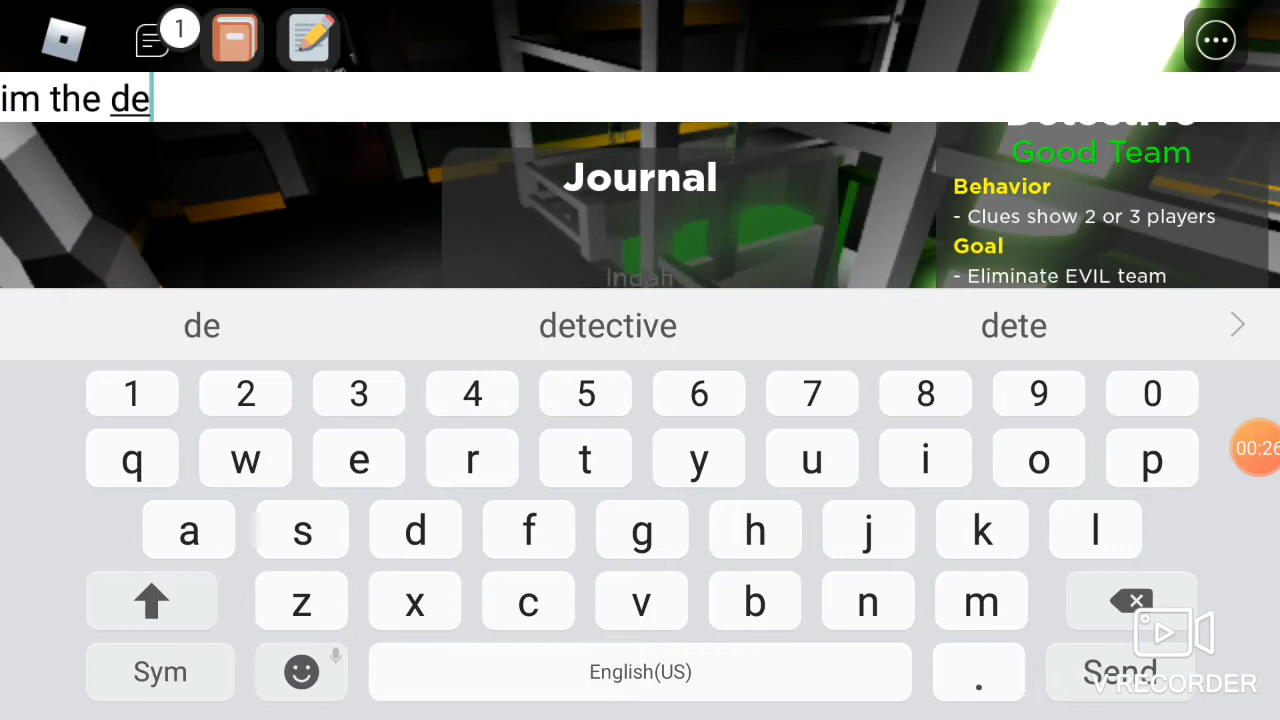 1
im the de
Detective
Good Team
Journal
Behavior
- Clues show 2 or 3 players
Goal
- Eliminate EVIL team
Indah
de detective dete
1 2 3 4 5 6 7 8 9 0
q w e r t y u i o p
00:26
a s d f g h j k l
z x c v b n m
Sym English(US) . Send
V RECORDER